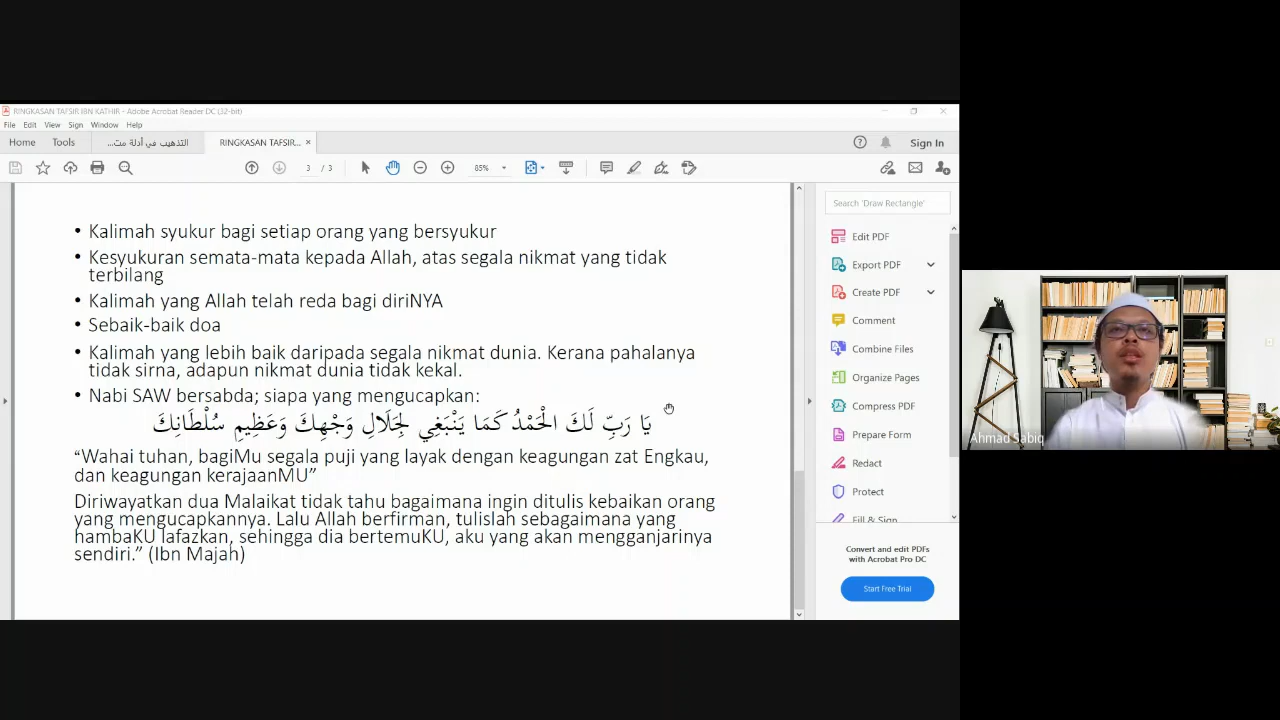 RINGKASAN TAFSIR IBN KATHIR - Adobe Acrobat Reader DC (32-bit)
File Edit View Sign Window Help
Home Tools التذهيب في أدلة مت... RINGKASAN TAFSIR... × Sign In
3 / 3 85%
• Kalimah syukur bagi setiap orang yang bersyukur
• Kesyukuran semata-mata kepada Allah, atas segala nikmat yang tidak
terbilang
• Kalimah yang Allah telah reda bagi diriNYA
• Sebaik-baik doa
• Kalimah yang lebih baik daripada segala nikmat dunia. Kerana pahalanya
tidak sirna, adapun nikmat dunia tidak kekal.
• Nabi SAW bersabda; siapa yang mengucapkan:
يَا رَبِّ لَكَ الْحَمْدُ كَمَا يَنْبَغِي لِجَلَالِ وَجْهِكَ وَعَظِيمِ سُلْطَانِكَ
“Wahai tuhan, bagiMu segala puji yang layak dengan keagungan zat Engkau,
dan keagungan kerajaanMU”
Diriwayatkan dua Malaikat tidak tahu bagaimana ingin ditulis kebaikan orang
yang mengucapkannya. Lalu Allah berfirman, tulislah sebagaimana yang
hambaKU lafazkan, sehingga dia bertemuKU, aku yang akan mengganjarinya
sendiri.” (Ibn Majah)
Search 'Draw Rectangle'
Edit PDF
Export PDF
Create PDF
Comment
Combine Files
Organize Pages
Compress PDF
Prepare Form
Redact
Protect
Fill & Sign
Convert and edit PDFs
with Acrobat Pro DC
Start Free Trial
Ahmad Sabiq